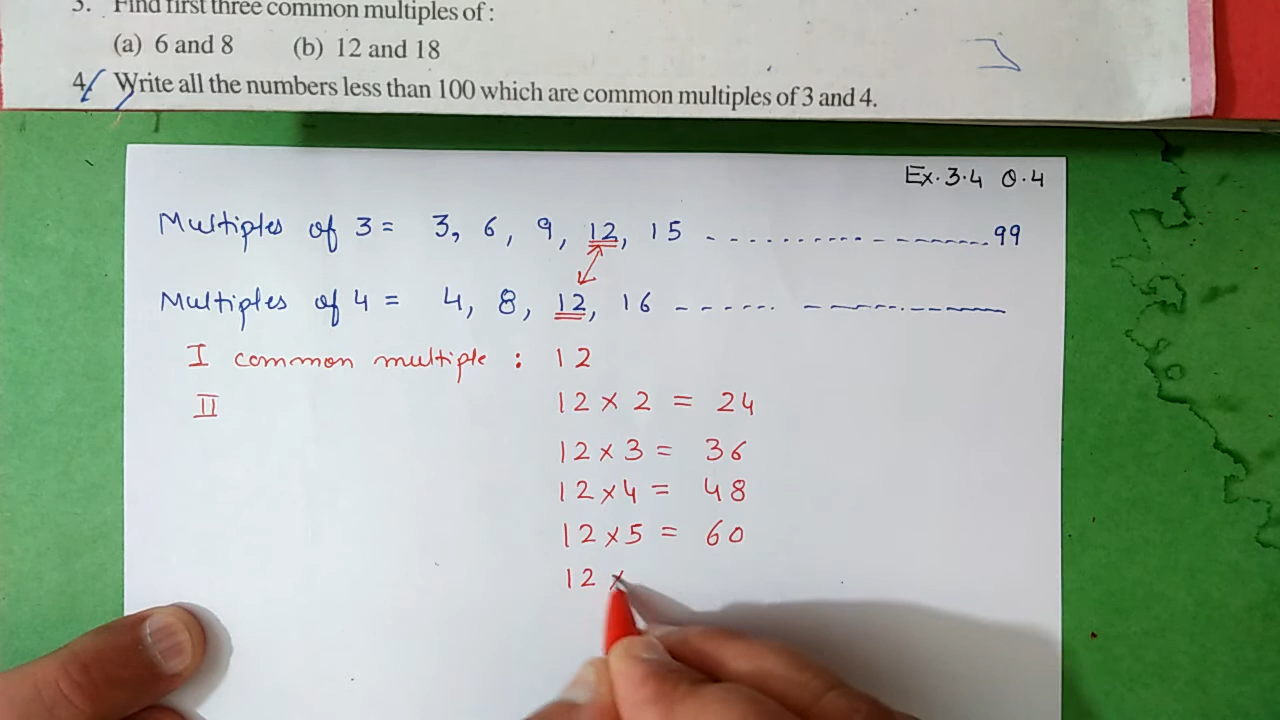 3. Find first three common multiples of :
(a) 6 and 8 (b) 12 and 18
4. Write all the numbers less than 100 which are common multiples of 3 and 4.
Ex. 3.4 Q.4
Multiples of 3 = 3, 6, 9, 12, 15 ------------------99
Multiples of 4 = 4, 8, 12, 16 ------------------
I common multiple : 12
II 12 × 2 = 24
12 × 3 = 36
12 × 4 = 48
12 × 5 = 60
12 ×